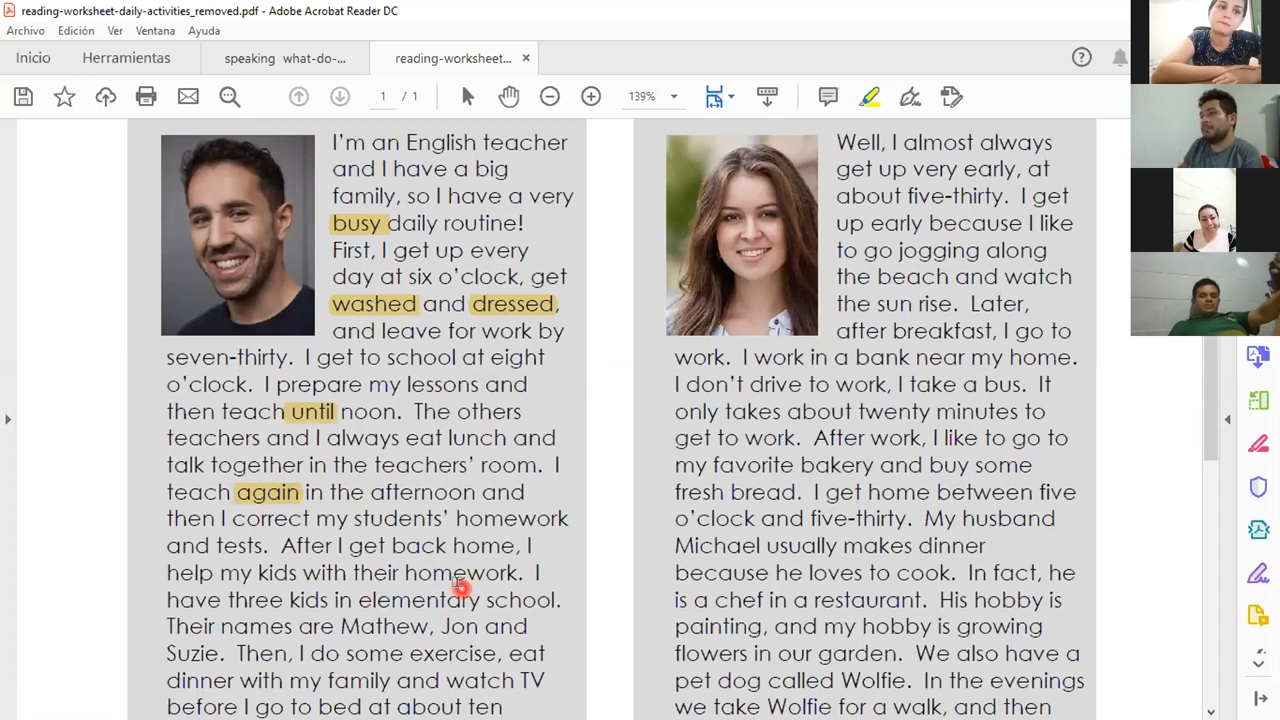 reading-worksheet-daily-activities_removed.pdf - Adobe Acrobat Reader DC
Archivo Edición Ver Ventana Ayuda
Inicio Herramientas speaking what-do-... reading-worksheet...
1 / 1 139%
I'm an English teacher
and I have a big
family, so I have a very
busy daily routine!
First, I get up every
day at six o'clock, get
washed and dressed,
and leave for work by
seven-thirty. I get to school at eight
o'clock. I prepare my lessons and
then teach until noon. The others
teachers and I always eat lunch and
talk together in the teachers' room. I
teach again in the afternoon and
then I correct my students' homework
and tests. After I get back home, I
help my kids with their homework. I
have three kids in elementary school.
Their names are Mathew, Jon and
Suzie. Then, I do some exercise, eat
dinner with my family and watch TV
before I go to bed at about ten
Well, I almost always
get up very early, at
about five-thirty. I get
up early because I like
to go jogging along
the beach and watch
the sun rise. Later,
after breakfast, I go to
work. I work in a bank near my home.
I don't drive to work, I take a bus. It
only takes about twenty minutes to
get to work. After work, I like to go to
my favorite bakery and buy some
fresh bread. I get home between five
o'clock and five-thirty. My husband
Michael usually makes dinner
because he loves to cook. In fact, he
is a chef in a restaurant. His hobby is
painting, and my hobby is growing
flowers in our garden. We also have a
pet dog called Wolfie. In the evenings
we take Wolfie for a walk, and then